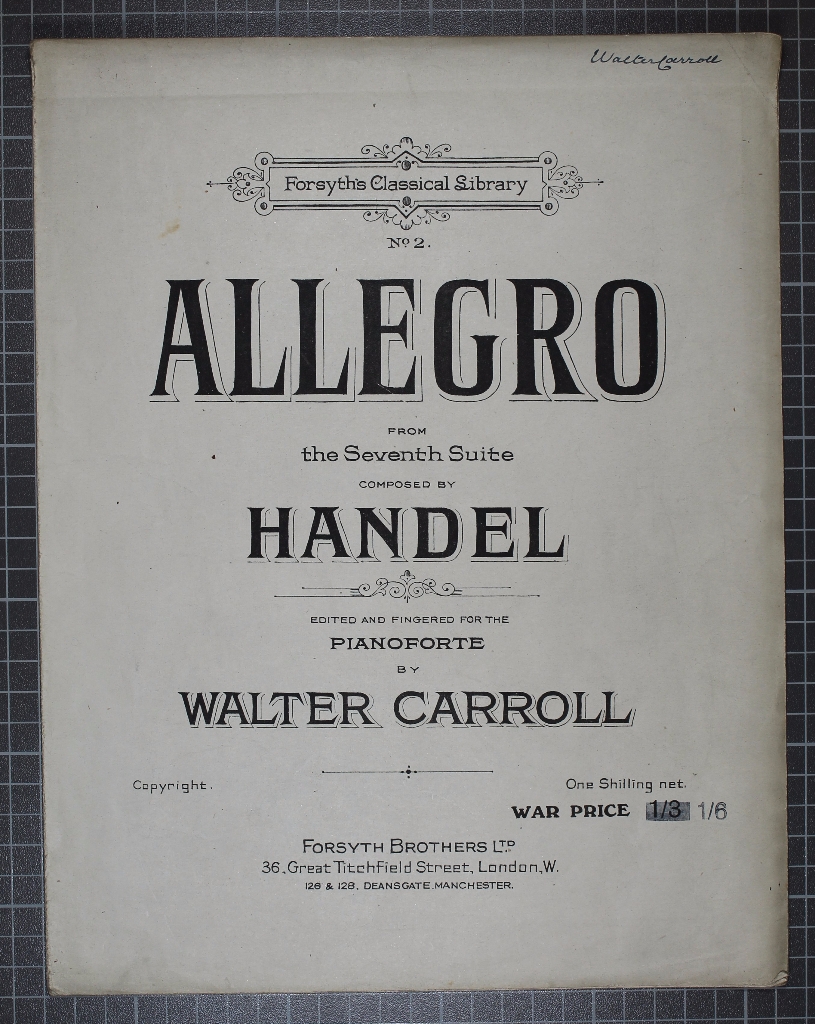 Walter Carroll
Forsyth's Classical Library
No 2.
ALLEGRO
FROM
the Seventh Suite
COMPOSED BY
HANDEL
EDITED AND FINGERED FOR THE
PIANOFORTE
BY
WALTER CARROLL
Copyright.
One Shilling net.
WAR PRICE 1/3 1/6
FORSYTH BROTHERS LTD
36, Great Titchfield Street, London, W.
126 & 128, DEANSGATE, MANCHESTER.